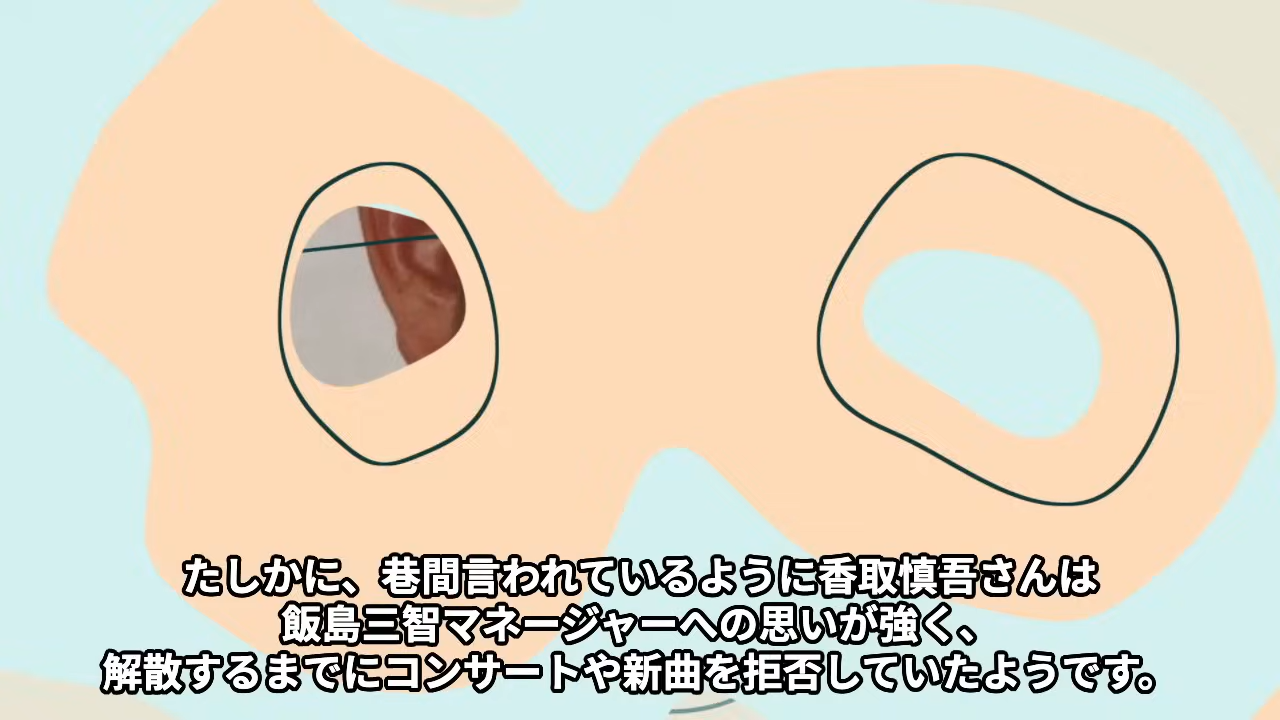 たしかに、巷間言われているように香取慎吾さんは
飯島三智マネージャーへの思いが強く、
解散するまでにコンサートや新曲を拒否していたようです。